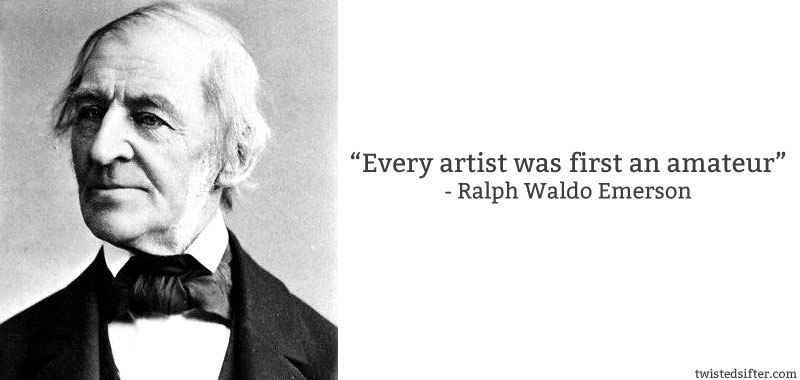 “Every artist was first an amateur”
- Ralph Waldo Emerson
twistedsifter.com